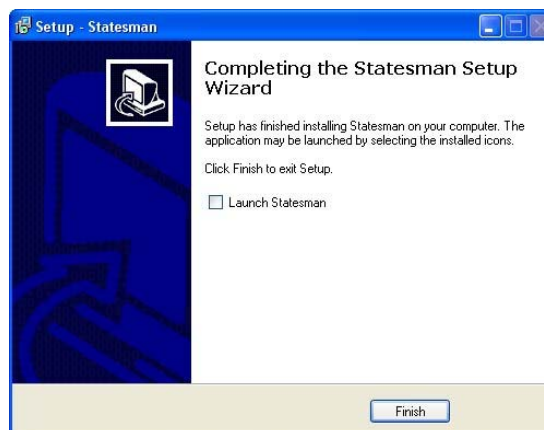 Setup - Statesman
Completing the Statesman Setup
Wizard
Setup has finished installing Statesman on your computer. The
application may be launched by selecting the installed icons.
Click Finish to exit Setup.
Launch Statesman
Finish